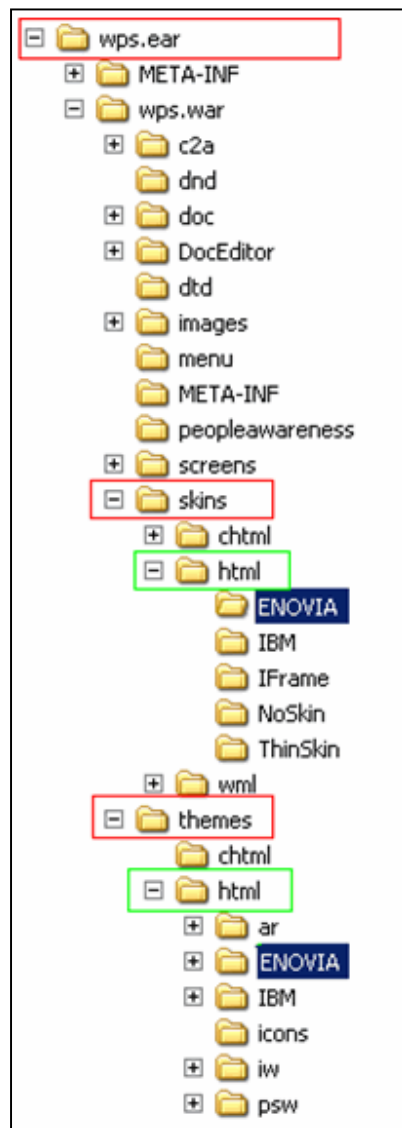 wps.ear
META-INF
wps.war
c2a
dnd
doc
DocEditor
dtd
images
menu
META-INF
peopleawareness
screens
skins
chtml
html
ENOVIA
IBM
IFrame
NoSkin
ThinSkin
wml
themes
chtml
html
ar
ENOVIA
IBM
icons
iw
psw